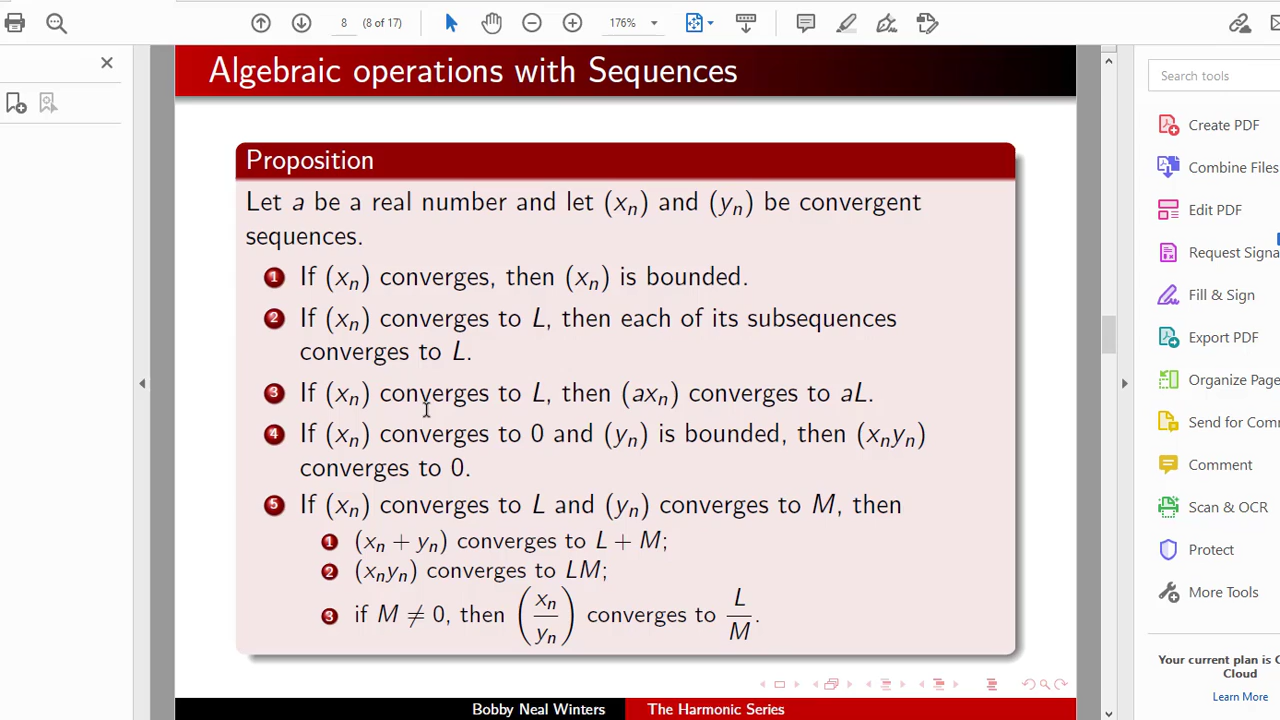 8 (8 of 17) 176%
Algebraic operations with Sequences
Search tools
Proposition
Let a be a real number and let (xₙ) and (yₙ) be convergent
sequences.
1 If (xₙ) converges, then (xₙ) is bounded.
2 If (xₙ) converges to L, then each of its subsequences
converges to L.
3 If (xₙ) converges to L, then (axₙ) converges to aL.
4 If (xₙ) converges to 0 and (yₙ) is bounded, then (xₙyₙ)
converges to 0.
5 If (xₙ) converges to L and (yₙ) converges to M, then
1 (xₙ + yₙ) converges to L + M;
2 (xₙyₙ) converges to LM;
3 if M ≠ 0, then (xₙ/yₙ) converges to L/M.
Bobby Neal Winters The Harmonic Series
Create PDF
Combine Files
Edit PDF
Request Signa
Fill & Sign
Export PDF
Organize Page
Send for Com
Comment
Scan & OCR
Protect
More Tools
Your current plan is C
Cloud
Learn More